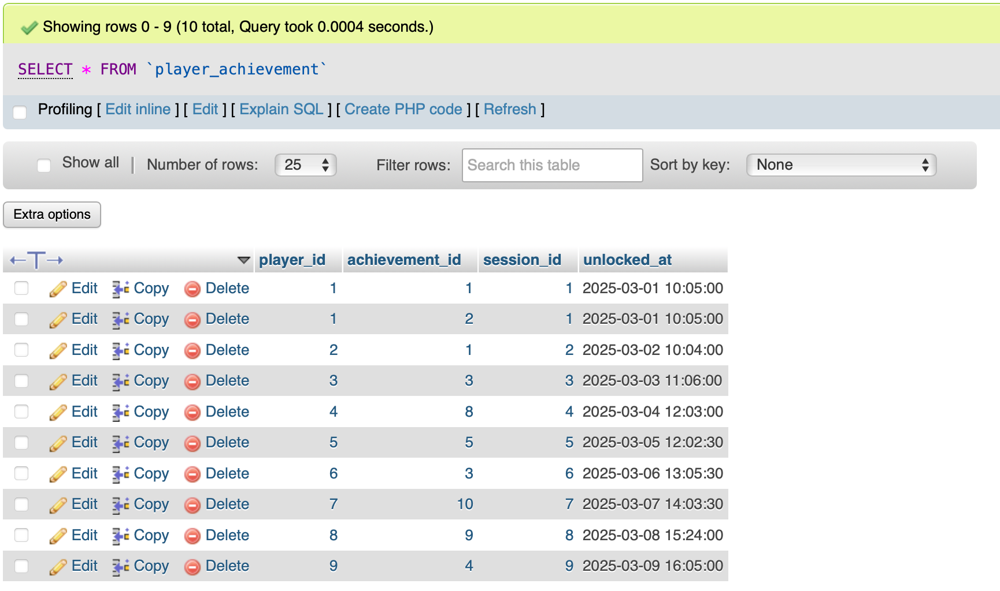 Showing rows 0 - 9 (10 total, Query took 0.0004 seconds.)
SELECT * FROM `player_achievement`
Profiling [ Edit inline ] [ Edit ] [ Explain SQL ] [ Create PHP code ] [ Refresh ]
Show all | Number of rows: 25 Filter rows: Search this table Sort by key: None
Extra options
←T→ player_id achievement_id session_id unlocked_at
Edit Copy Delete 1 1 1 2025-03-01 10:05:00
Edit Copy Delete 1 2 1 2025-03-01 10:05:00
Edit Copy Delete 2 1 2 2025-03-02 10:04:00
Edit Copy Delete 3 3 3 2025-03-03 11:06:00
Edit Copy Delete 4 8 4 2025-03-04 12:03:00
Edit Copy Delete 5 5 5 2025-03-05 12:02:30
Edit Copy Delete 6 3 6 2025-03-06 13:05:30
Edit Copy Delete 7 10 7 2025-03-07 14:03:30
Edit Copy Delete 8 9 8 2025-03-08 15:24:00
Edit Copy Delete 9 4 9 2025-03-09 16:05:00